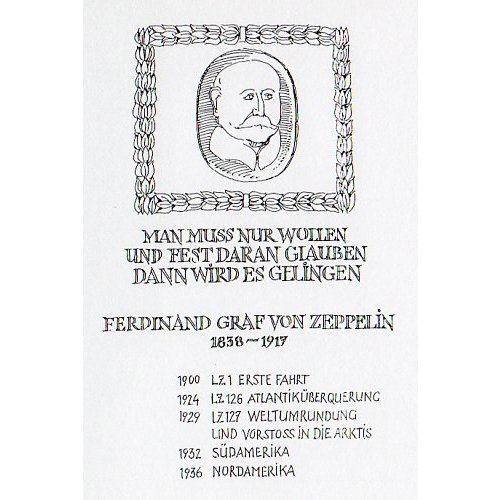 MAN MUSS NUR WOLLEN
UND FEST DARAN GLAUBEN
DANN WIRD ES GELINGEN
FERDINAND GRAF VON ZEPPELIN
1838–1917
1900 LZ 1 ERSTE FAHRT
1924 LZ 126 ATLANTIKÜBERQUERUNG
1929 LZ 127 WELTUMRUNDUNG
UND VORSTOSS IN DIE ARKTIS
1932 SÜDAMERIKA
1936 NORDAMERIKA